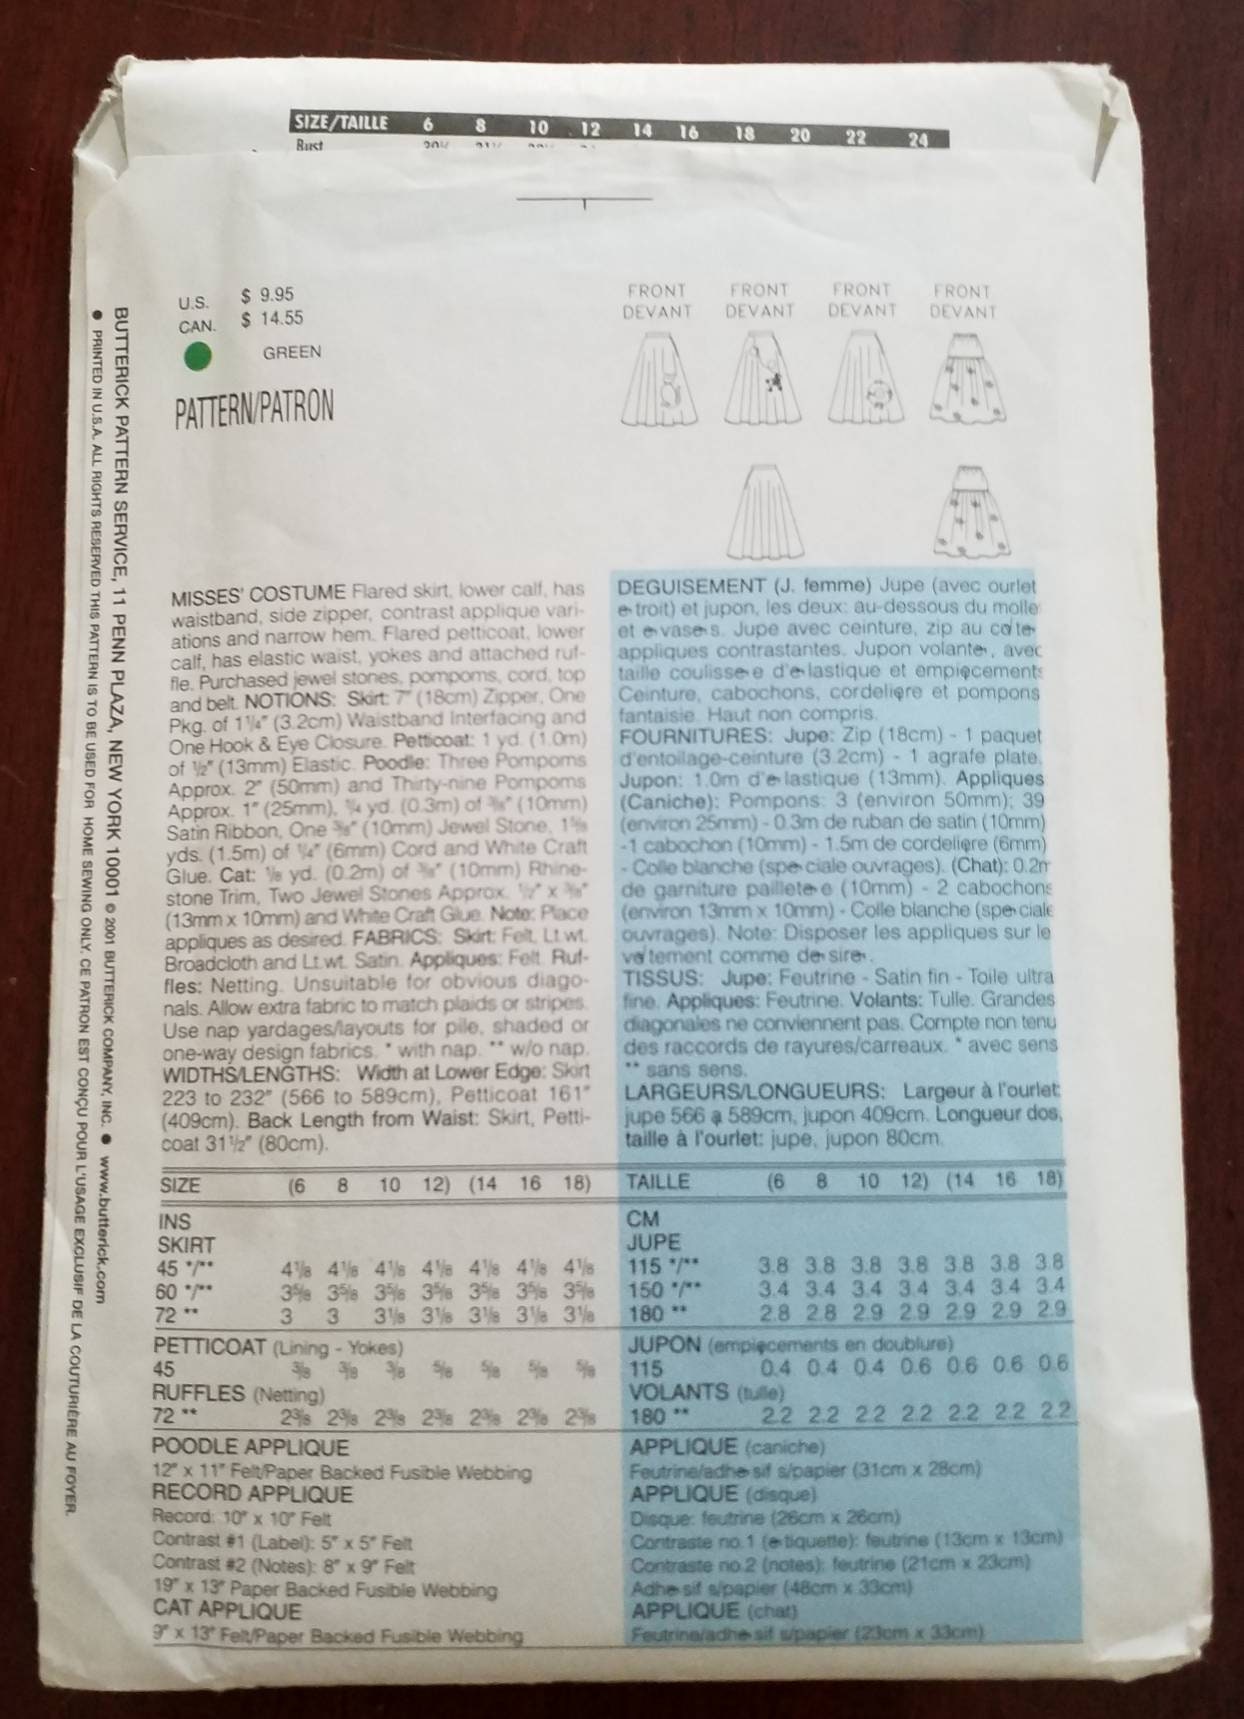 SIZE/TAILLE 6 8 10 12 14 16 18 20 22 24
Bust
U.S. $ 9.95
CAN. $ 14.55
GREEN
PATTERN/PATRON
FRONT FRONT FRONT FRONT
DEVANT DEVANT DEVANT DEVANT
BUTTERICK PATTERN SERVICE, 11 PENN PLAZA, NEW YORK 10001 © 2001 BUTTERICK COMPANY, INC. ● www.butterick.com
● PRINTED IN U.S.A. ALL RIGHTS RESERVED THIS PATTERN IS TO BE USED FOR HOME SEWING ONLY. CE PATRON EST CONÇU POUR L'USAGE EXCLUSIF DE LA COUTURIÈRE AU FOYER.
MISSES' COSTUME Flared skirt, lower calf, has
waistband, side zipper, contrast applique vari-
ations and narrow hem. Flared petticoat, lower
calf, has elastic waist, yokes and attached ruf-
fle. Purchased jewel stones, pompoms, cord, top
and belt. NOTIONS: Skirt: 7" (18cm) Zipper, One
Pkg. of 1¼" (3.2cm) Waistband Interfacing and
One Hook & Eye Closure. Petticoat: 1 yd. (1.0m)
of ½" (13mm) Elastic. Poodle: Three Pompoms
Approx. 2" (50mm) and Thirty-nine Pompoms
Approx. 1" (25mm), ¼ yd. (0.3m) of ⅜" (10mm)
Satin Ribbon, One ⅜" (10mm) Jewel Stone, 1⅝
yds. (1.5m) of ¼" (6mm) Cord and White Craft
Glue. Cat: ⅛ yd. (0.2m) of ⅜" (10mm) Rhine-
stone Trim, Two Jewel Stones Approx. ½" x ⅜"
(13mm x 10mm) and White Craft Glue. Note: Place
appliques as desired. FABRICS: Skirt: Felt, Lt.wt.
Broadcloth and Lt.wt. Satin. Appliques: Felt. Ruf-
fles: Netting. Unsuitable for obvious diago-
nals. Allow extra fabric to match plaids or stripes.
Use nap yardages/layouts for pile, shaded or
one-way design fabrics. * with nap. ** w/o nap.
WIDTHS/LENGTHS: Width at Lower Edge: Skirt
223 to 232" (566 to 589cm), Petticoat 161"
(409cm). Back Length from Waist: Skirt, Petti-
coat 31½" (80cm).
DEGUISEMENT (J. femme) Jupe (avec ourlet
e troit) et jupon, les deux: au-dessous du mollet
et e vase s. Jupe avec ceinture, zip au co te
appliques contrastantes. Jupon volante , avec
taille coulisse e d'e lastique et empiçcements
Ceinture, cabochons, cordeliçre et pompons
fantaisie. Haut non compris.
FOURNITURES: Jupe: Zip (18cm) - 1 paquet
d'entoilage-ceinture (3.2cm) - 1 agrafe plate.
Jupon: 1.0m d'e lastique (13mm). Appliques
(Caniche): Pompons: 3 (environ 50mm); 39
(environ 25mm) - 0.3m de ruban de satin (10mm)
-1 cabochon (10mm) - 1.5m de cordeliçre (6mm)
- Colle blanche (spe ciale ouvrages). (Chat): 0.2m
de garniture paillete e (10mm) - 2 cabochons
(environ 13mm x 10mm) - Colle blanche (spe ciale
ouvrages). Note: Disposer les appliques sur le
ve tement comme de sire .
TISSUS: Jupe: Feutrine - Satin fin - Toile ultra
fine. Appliques: Feutrine. Volants: Tulle. Grandes
diagonales ne conviennent pas. Compte non tenu
des raccords de rayures/carreaux. * avec sens
** sans sens.
LARGEURS/LONGUEURS: Largeur à l'ourlet:
jupe 566 a 589cm, jupon 409cm. Longueur dos,
taille à l'ourlet: jupe, jupon 80cm.
SIZE (6 8 10 12) (14 16 18)
INS
SKIRT
45 */** 4⅛ 4⅛ 4⅛ 4⅛ 4⅛ 4⅛ 4⅛
60 */** 3⅝ 3⅝ 3⅝ 3⅝ 3⅝ 3⅝ 3⅝
72 ** 3 3 3⅛ 3⅛ 3⅛ 3⅛ 3⅛
PETTICOAT (Lining - Yokes)
45 ⅜ ⅜ ⅜ ⅝ ⅝ ⅝ ⅝
RUFFLES (Netting)
72 ** 2⅜ 2⅜ 2⅜ 2⅜ 2⅜ 2⅜ 2⅜
POODLE APPLIQUE
12" x 11" Felt/Paper Backed Fusible Webbing
RECORD APPLIQUE
Record: 10" x 10" Felt
Contrast #1 (Label): 5" x 5" Felt
Contrast #2 (Notes): 8" x 9" Felt
19" x 13" Paper Backed Fusible Webbing
CAT APPLIQUE
9" x 13" Felt/Paper Backed Fusible Webbing
TAILLE (6 8 10 12) (14 16 18)
CM
JUPE
115 */** 3.8 3.8 3.8 3.8 3.8 3.8 3.8
150 */** 3.4 3.4 3.4 3.4 3.4 3.4 3.4
180 ** 2.8 2.8 2.9 2.9 2.9 2.9 2.9
JUPON (empiçcements en doublure)
115 0.4 0.4 0.4 0.6 0.6 0.6 0.6
VOLANTS (tulle)
180 ** 2.2 2.2 2.2 2.2 2.2 2.2 2.2
APPLIQUE (caniche)
Feutrine/adhe sif s/papier (31cm x 28cm)
APPLIQUE (disque)
Disque: feutrine (26cm x 26cm)
Contraste no.1 (e tiquette): feutrine (13cm x 13cm)
Contraste no.2 (notes): feutrine (21cm x 23cm)
Adhe sif s/papier (48cm x 33cm)
APPLIQUE (chat)
Feutrine/adhe sif s/papier (23cm x 33cm)